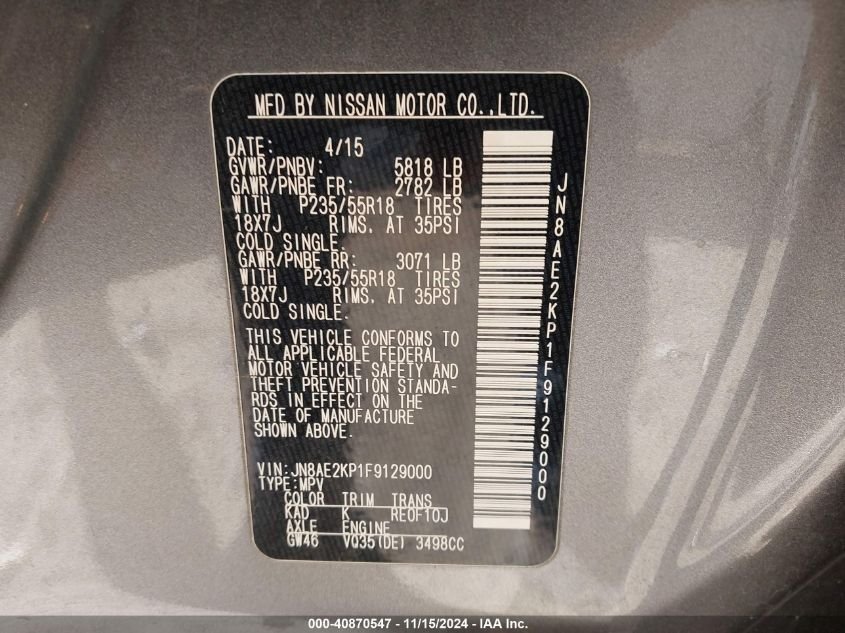 MFD BY NISSAN MOTOR CO.,LTD.
DATE: 4/15
GVWR/PNBV: 5818 LB
GAWR/PNBE FR: 2782 LB
WITH P235/55R18 TIRES
18X7J RIMS. AT 35PSI
COLD SINGLE.
GAWR/PNBE RR: 3071 LB
WITH P235/55R18 TIRES
18X7J RIMS. AT 35PSI
COLD SINGLE.
THIS VEHICLE CONFORMS TO
ALL APPLICABLE FEDERAL
MOTOR VEHICLE SAFETY AND
THEFT PREVENTION STANDA-
RDS IN EFFECT ON THE
DATE OF MANUFACTURE
SHOWN ABOVE.
VIN:JN8AE2KP1F9129000
TYPE:MPV
COLOR TRIM TRANS
KAD K RE0F10J
AXLE ENGINE
GW46 VQ35(DE) 3498CC
JN8AE2KP1F9129000
000-40870547 - 11/15/2024 - IAA Inc.